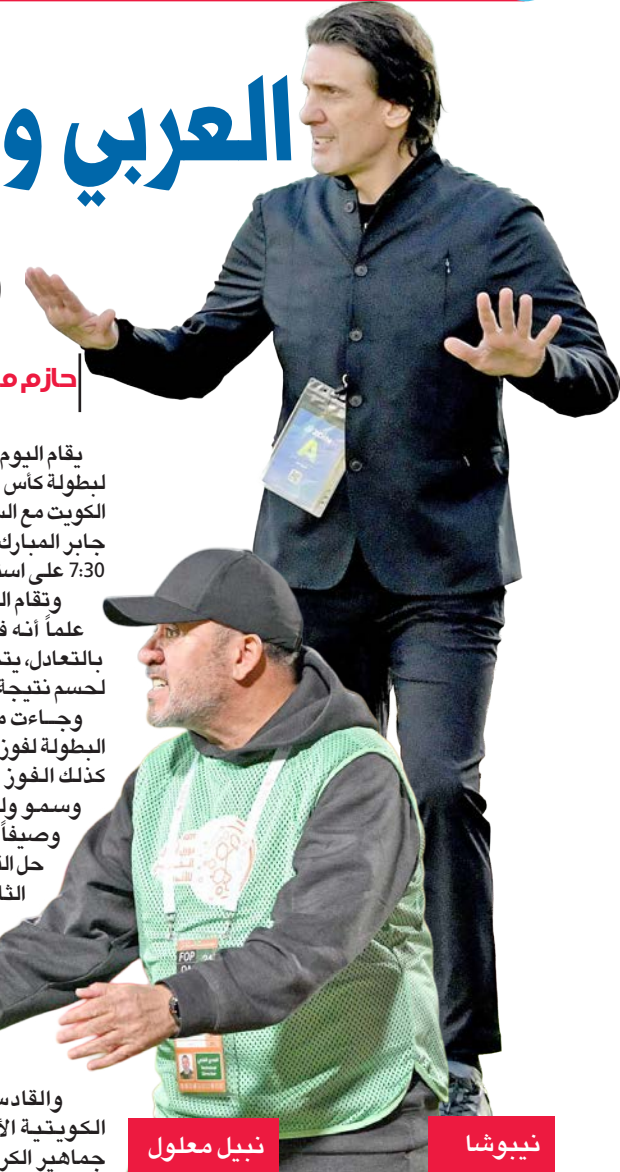 العربي و
حازم م
يقام اليوم
لبطولة كأس
الكويت مع ال
جابر المبارك
7:30 على اس
وتقام ال
علماً أنه ف
بالتعادل، يت
لحسم نتيجة
وجاءت م
البطولة لفوز
كذلك الفوز
وسمو ول
وصيفاً
حل ال
الثا
FOP
والقادس
الكويتية الأ
جماهير الكر
نيبوشا
نبيل معلول